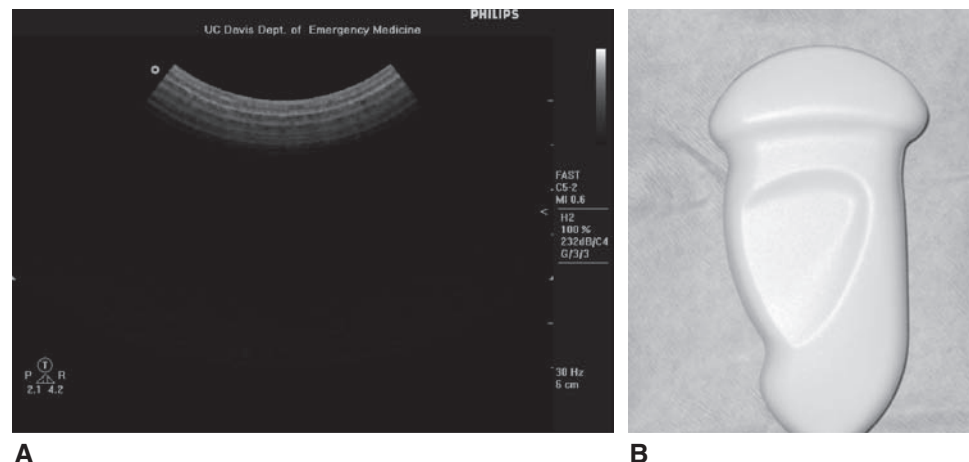 PHILIPS
UC Davis Dept. of Emergency Medicine
FAST
C5-2
MI 0.6
H2
100 %
232dB/C4
G/3/3
P T R
2.1 4.2
30 Hz
6 cm
A
B